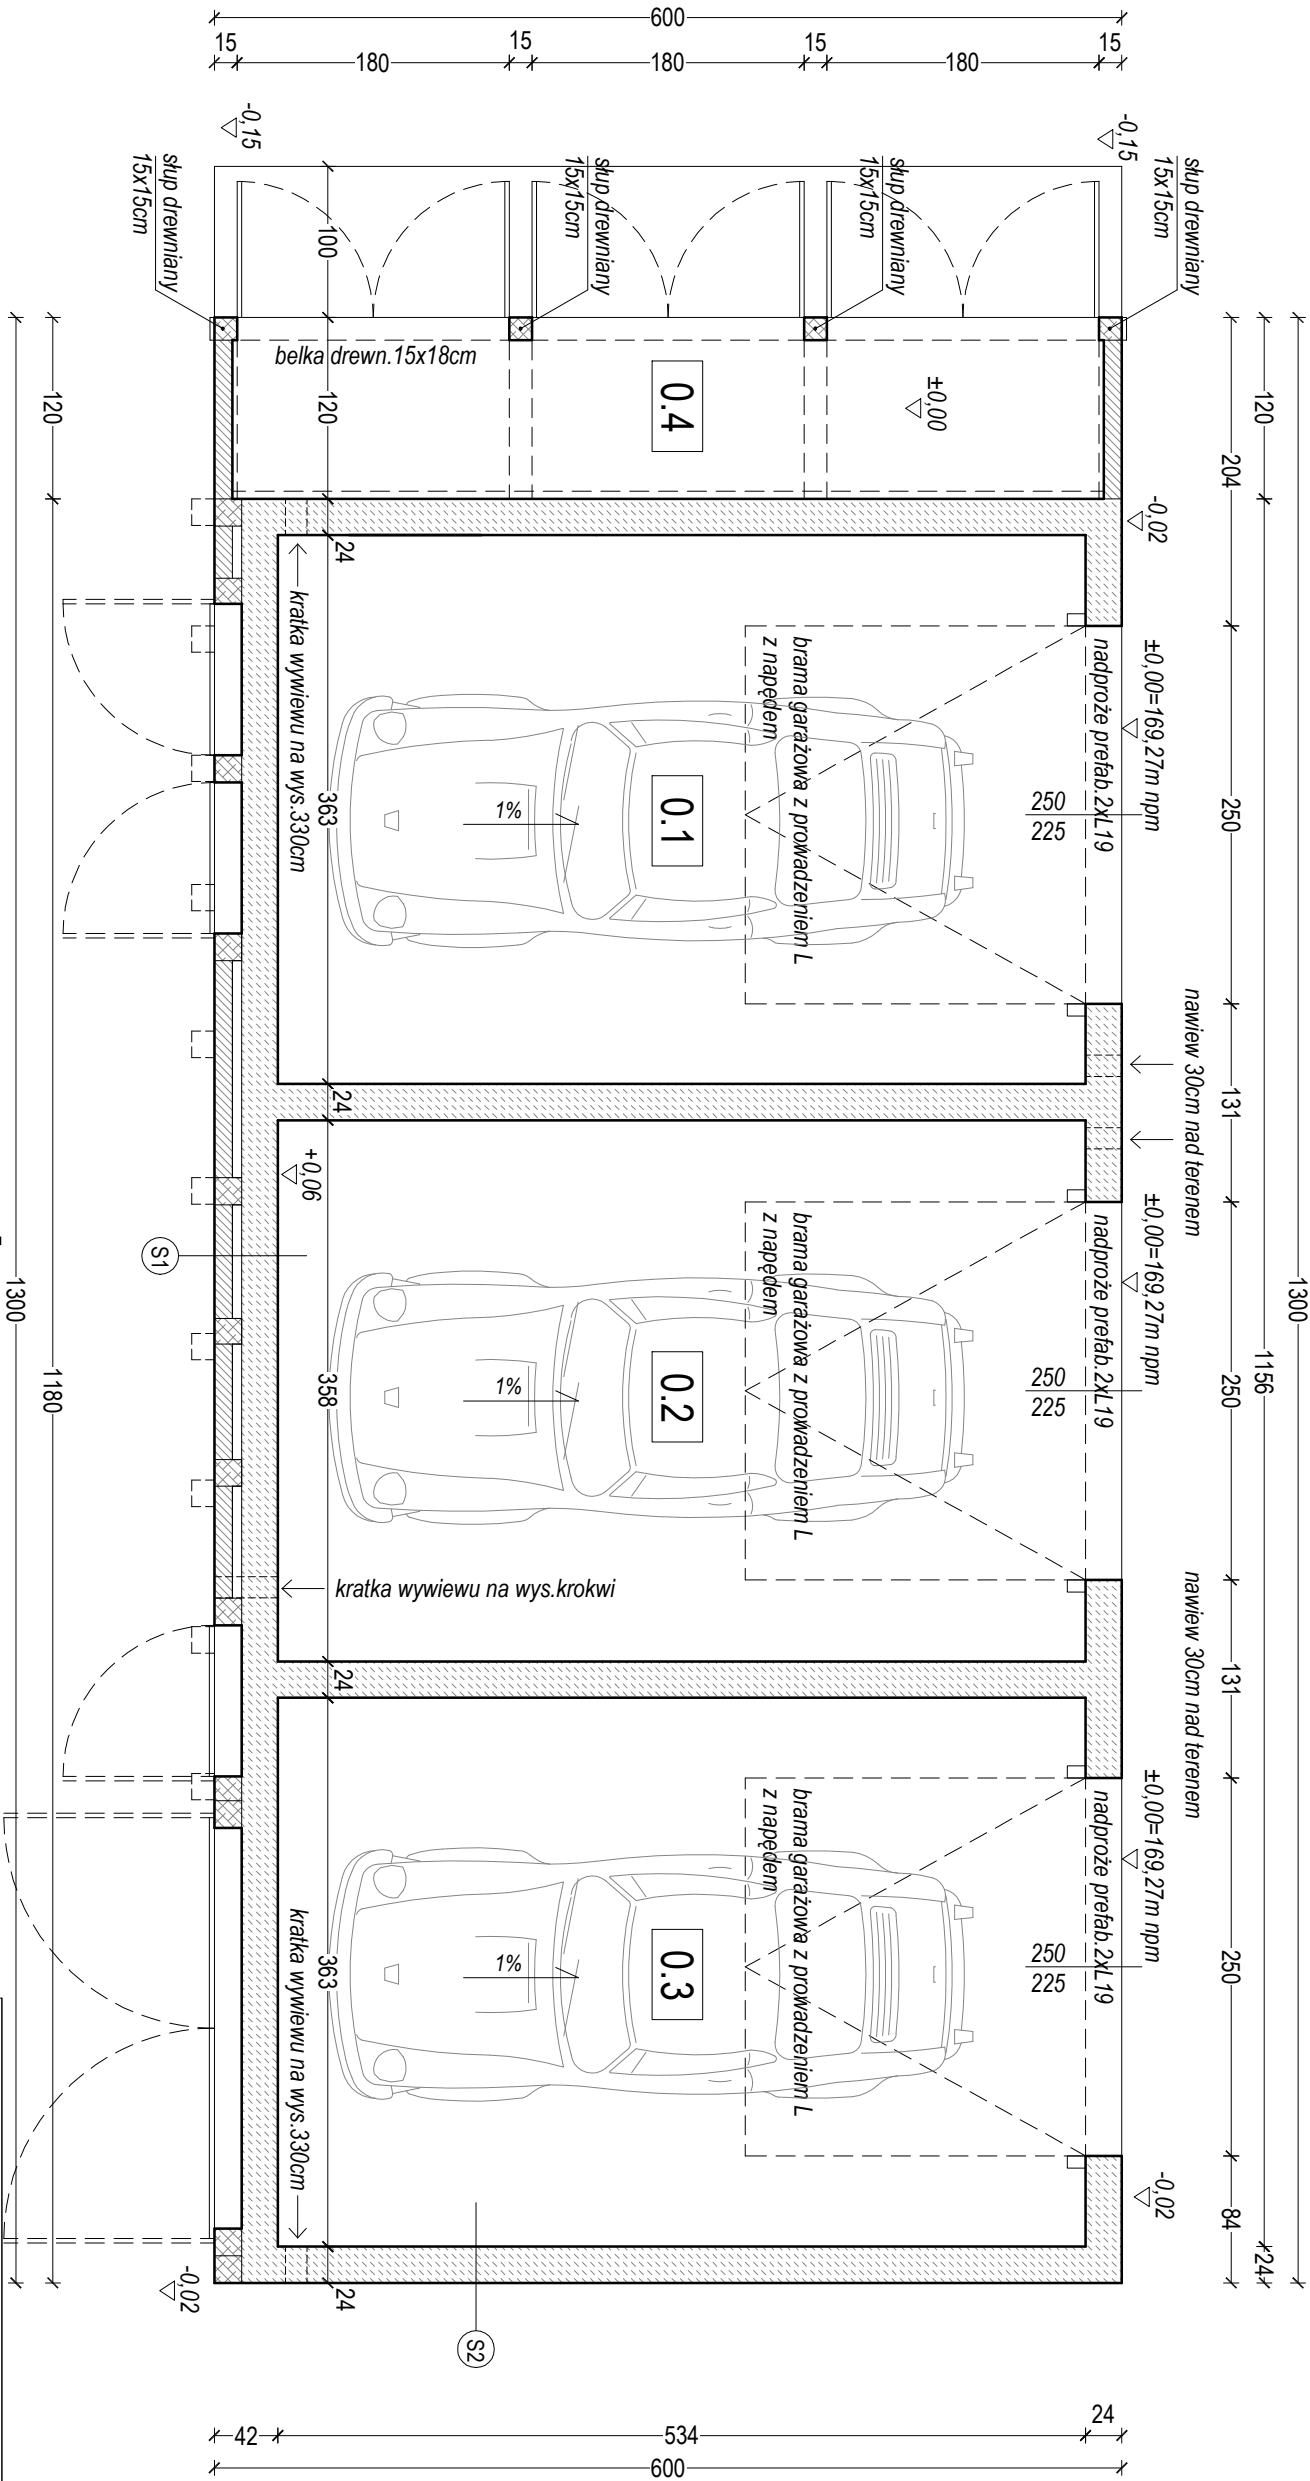 600
15
180
15
180
15
180
15
-0,15
-0,15
słup drewniany
15x15cm
słup drewniany
15x15cm
słup drewniany
15x15cm
słup drewniany
15x15cm
100
belka drewn.15x18cm
120
120
0.4
±0,00
120
204
-0,02
24
kratka wywiewu na wys.330cm
363
1%
0.1
brama garażowa z prowadzeniem L
z napędem
250
225
nadproże prefab.2xL19
±0,00=169,27m npm
250
nawiew 30cm nad terenem
24
131
+0,06
S1
358
1%
0.2
brama garażowa z prowadzeniem L
z napędem
250
225
nadproże prefab.2xL19
±0,00=169,27m npm
250
1156
1300
1300
1180
kratka wywiewu na wys.krokwi
nawiew 30cm nad terenem
24
131
kratka wywiewu na wys.330cm
363
1%
0.3
brama garażowa z prowadzeniem L
z napędem
250
225
nadproże prefab.2xL19
±0,00=169,27m npm
250
-0,02
84
24
-0,02
24
S2
42
534
24
600